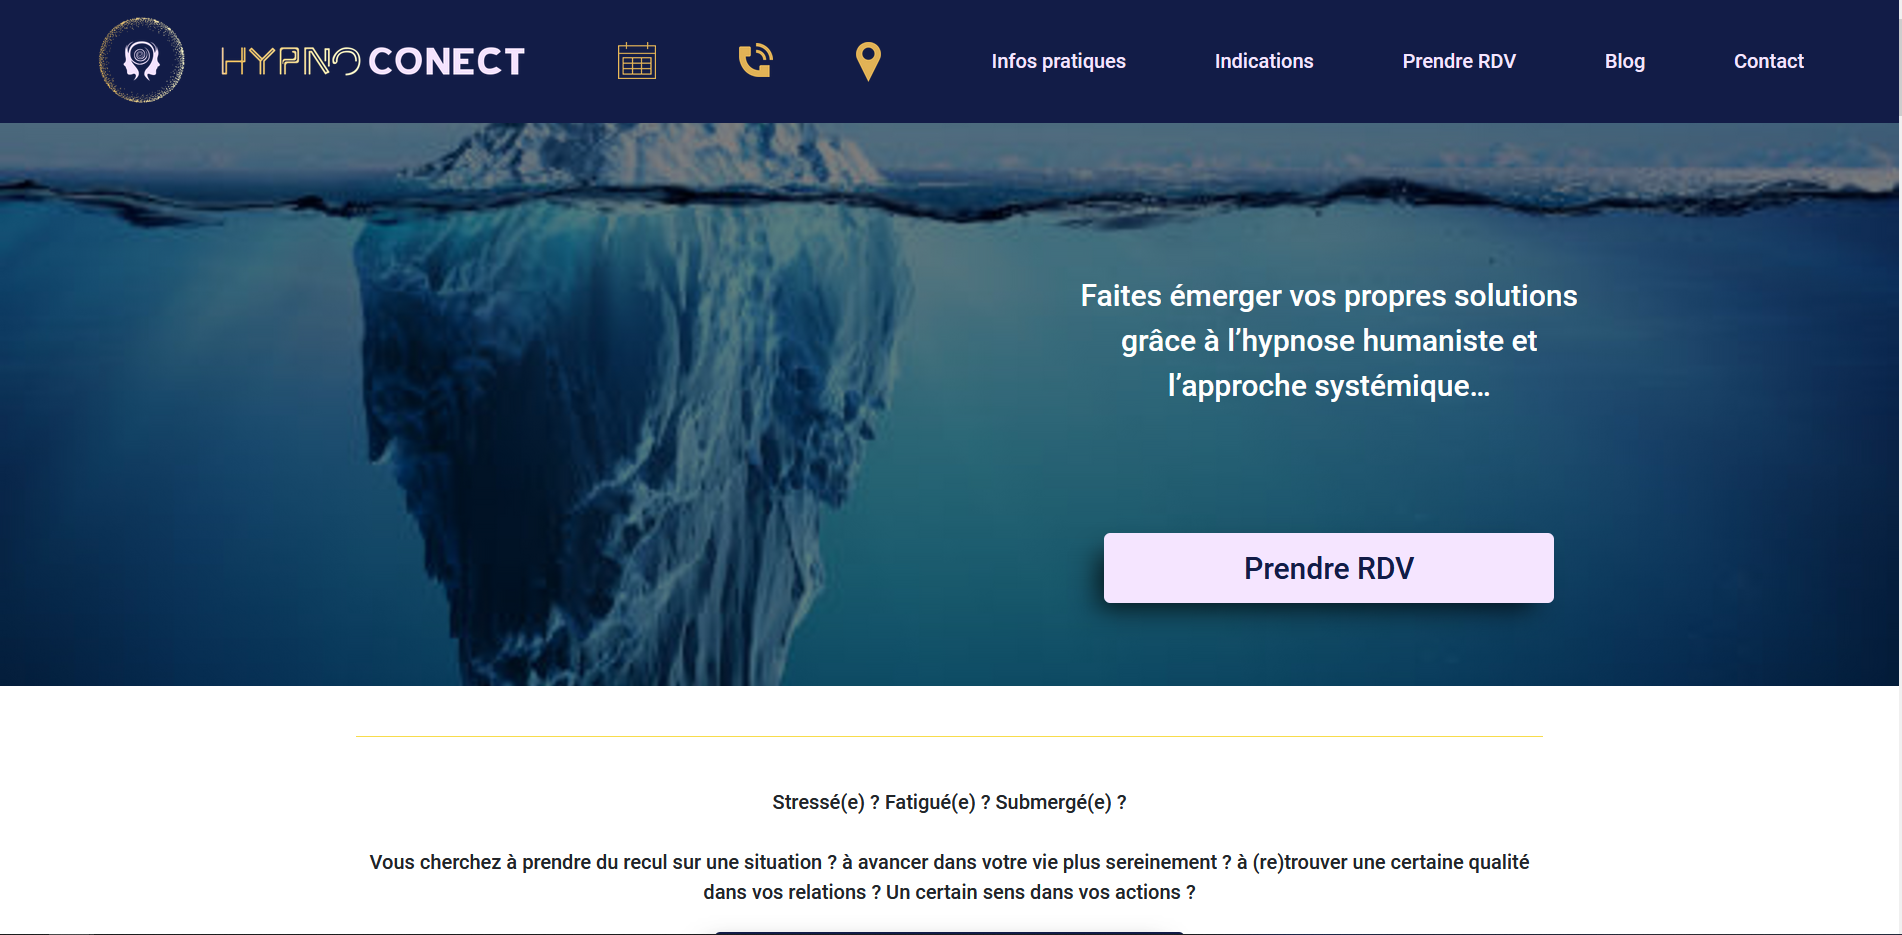 HYPNO CONECT
Infos pratiques
Indications
Prendre RDV
Blog
Contact
Faites émerger vos propres solutions
grâce à l’hypnose humaniste et
l’approche systémique...
Prendre RDV
Stressé(e) ? Fatigué(e) ? Submergé(e) ?
Vous cherchez à prendre du recul sur une situation ? à avancer dans votre vie plus sereinement ? à (re)trouver une certaine qualité
dans vos relations ? Un certain sens dans vos actions ?